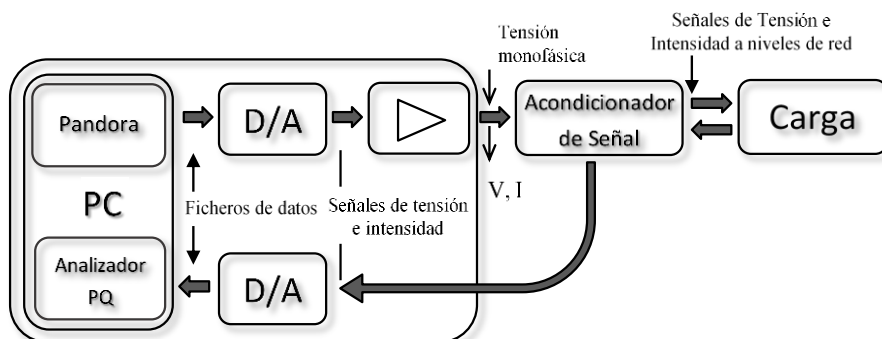 Señales de Tensión e
Intensidad a niveles de red
Tensión
monofásica
Pandora
D/A
Acondicionador
de Señal
Carga
V, I
PC
Ficheros de datos
Señales de tensión
e intensidad
Analizador
PQ
D/A